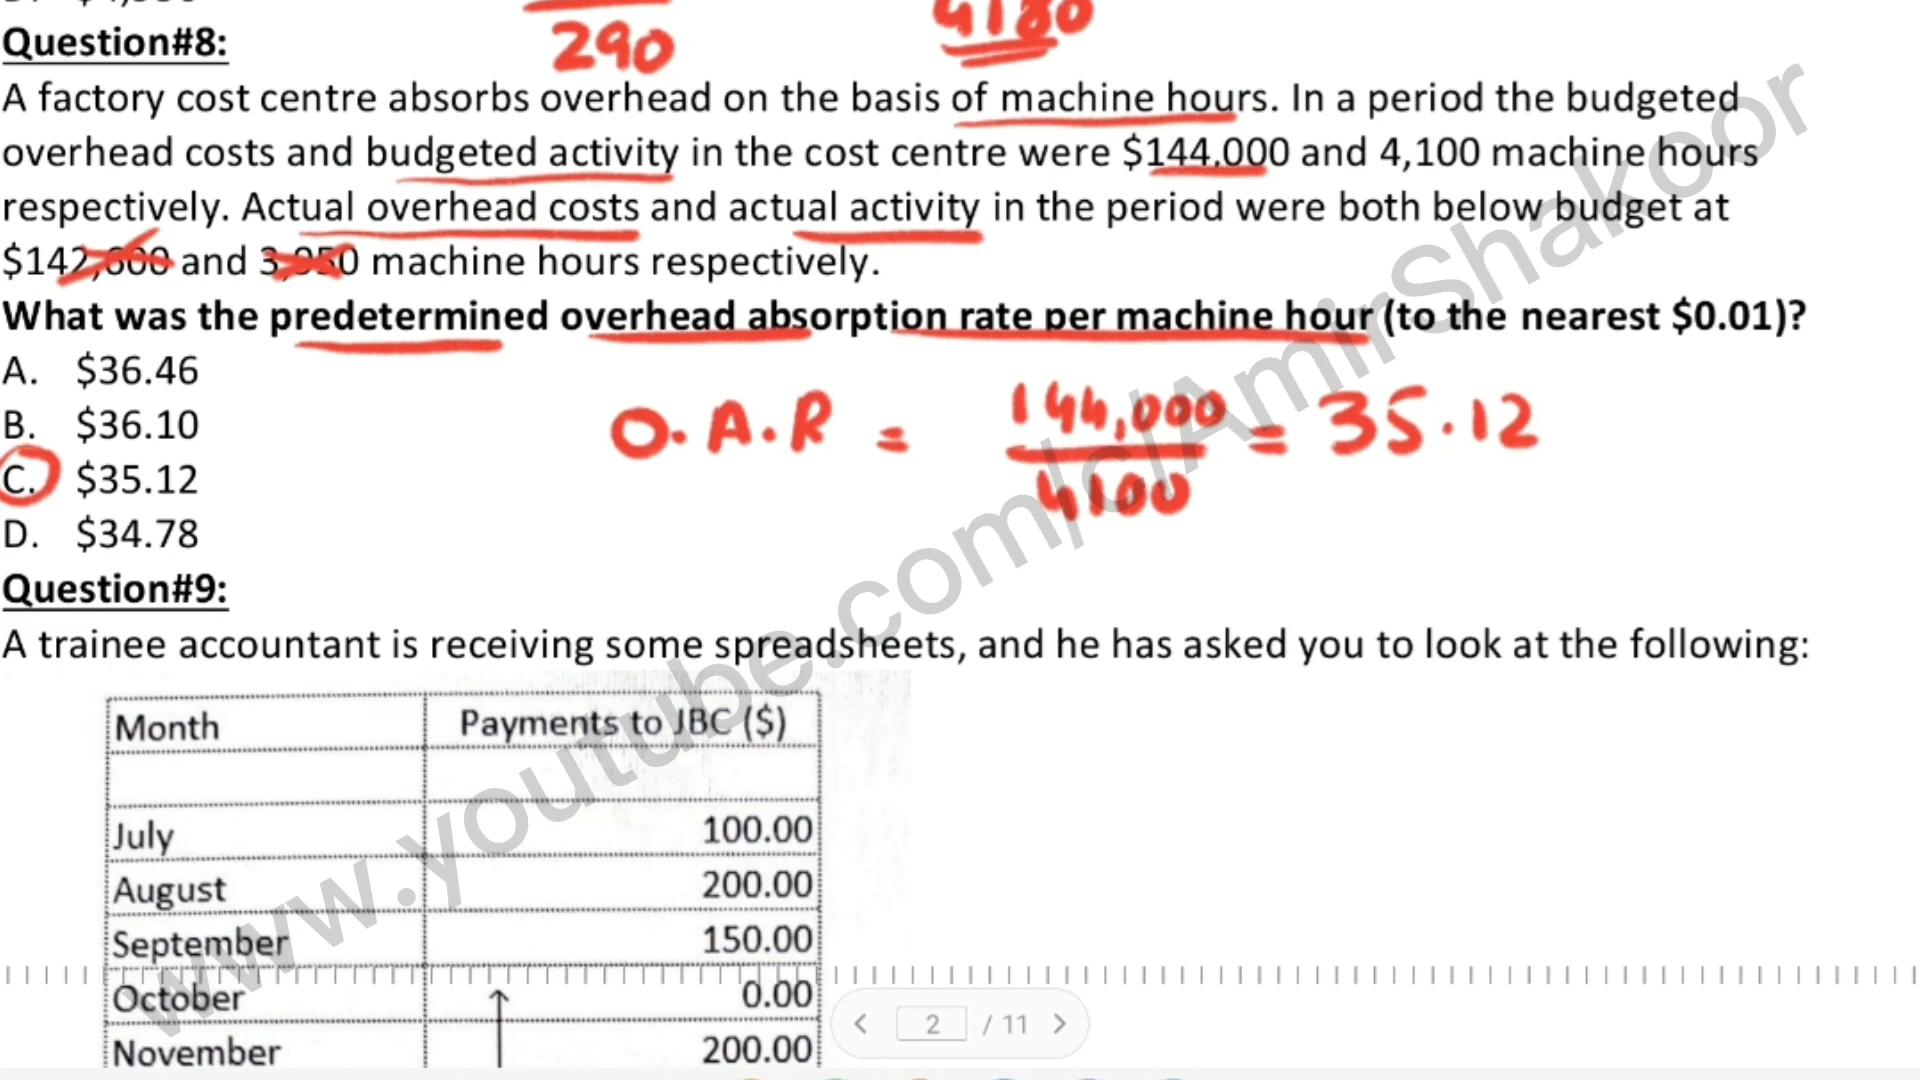 290
4180
Question#8:
A factory cost centre absorbs overhead on the basis of machine hours. In a period the budgeted
overhead costs and budgeted activity in the cost centre were $144,000 and 4,100 machine hours
respectively. Actual overhead costs and actual activity in the period were both below budget at
and machine hours respectively.
What was the predetermined overhead absorption rate per machine hour (to the nearest $0.01)?
A. $36.46
B. $36.10
C. $35.12
D. $34.78
O.A.R = 144,000 = 35.12
4100
Question#9:
A trainee accountant is receiving some spreadsheets, and he has asked you to look at the following:
Month Payments to JBC ($)
July 100.00
August 200.00
September 150.00
October 0.00
November 200.00
2 / 11
www.youtube.com/c/AmirShakoor